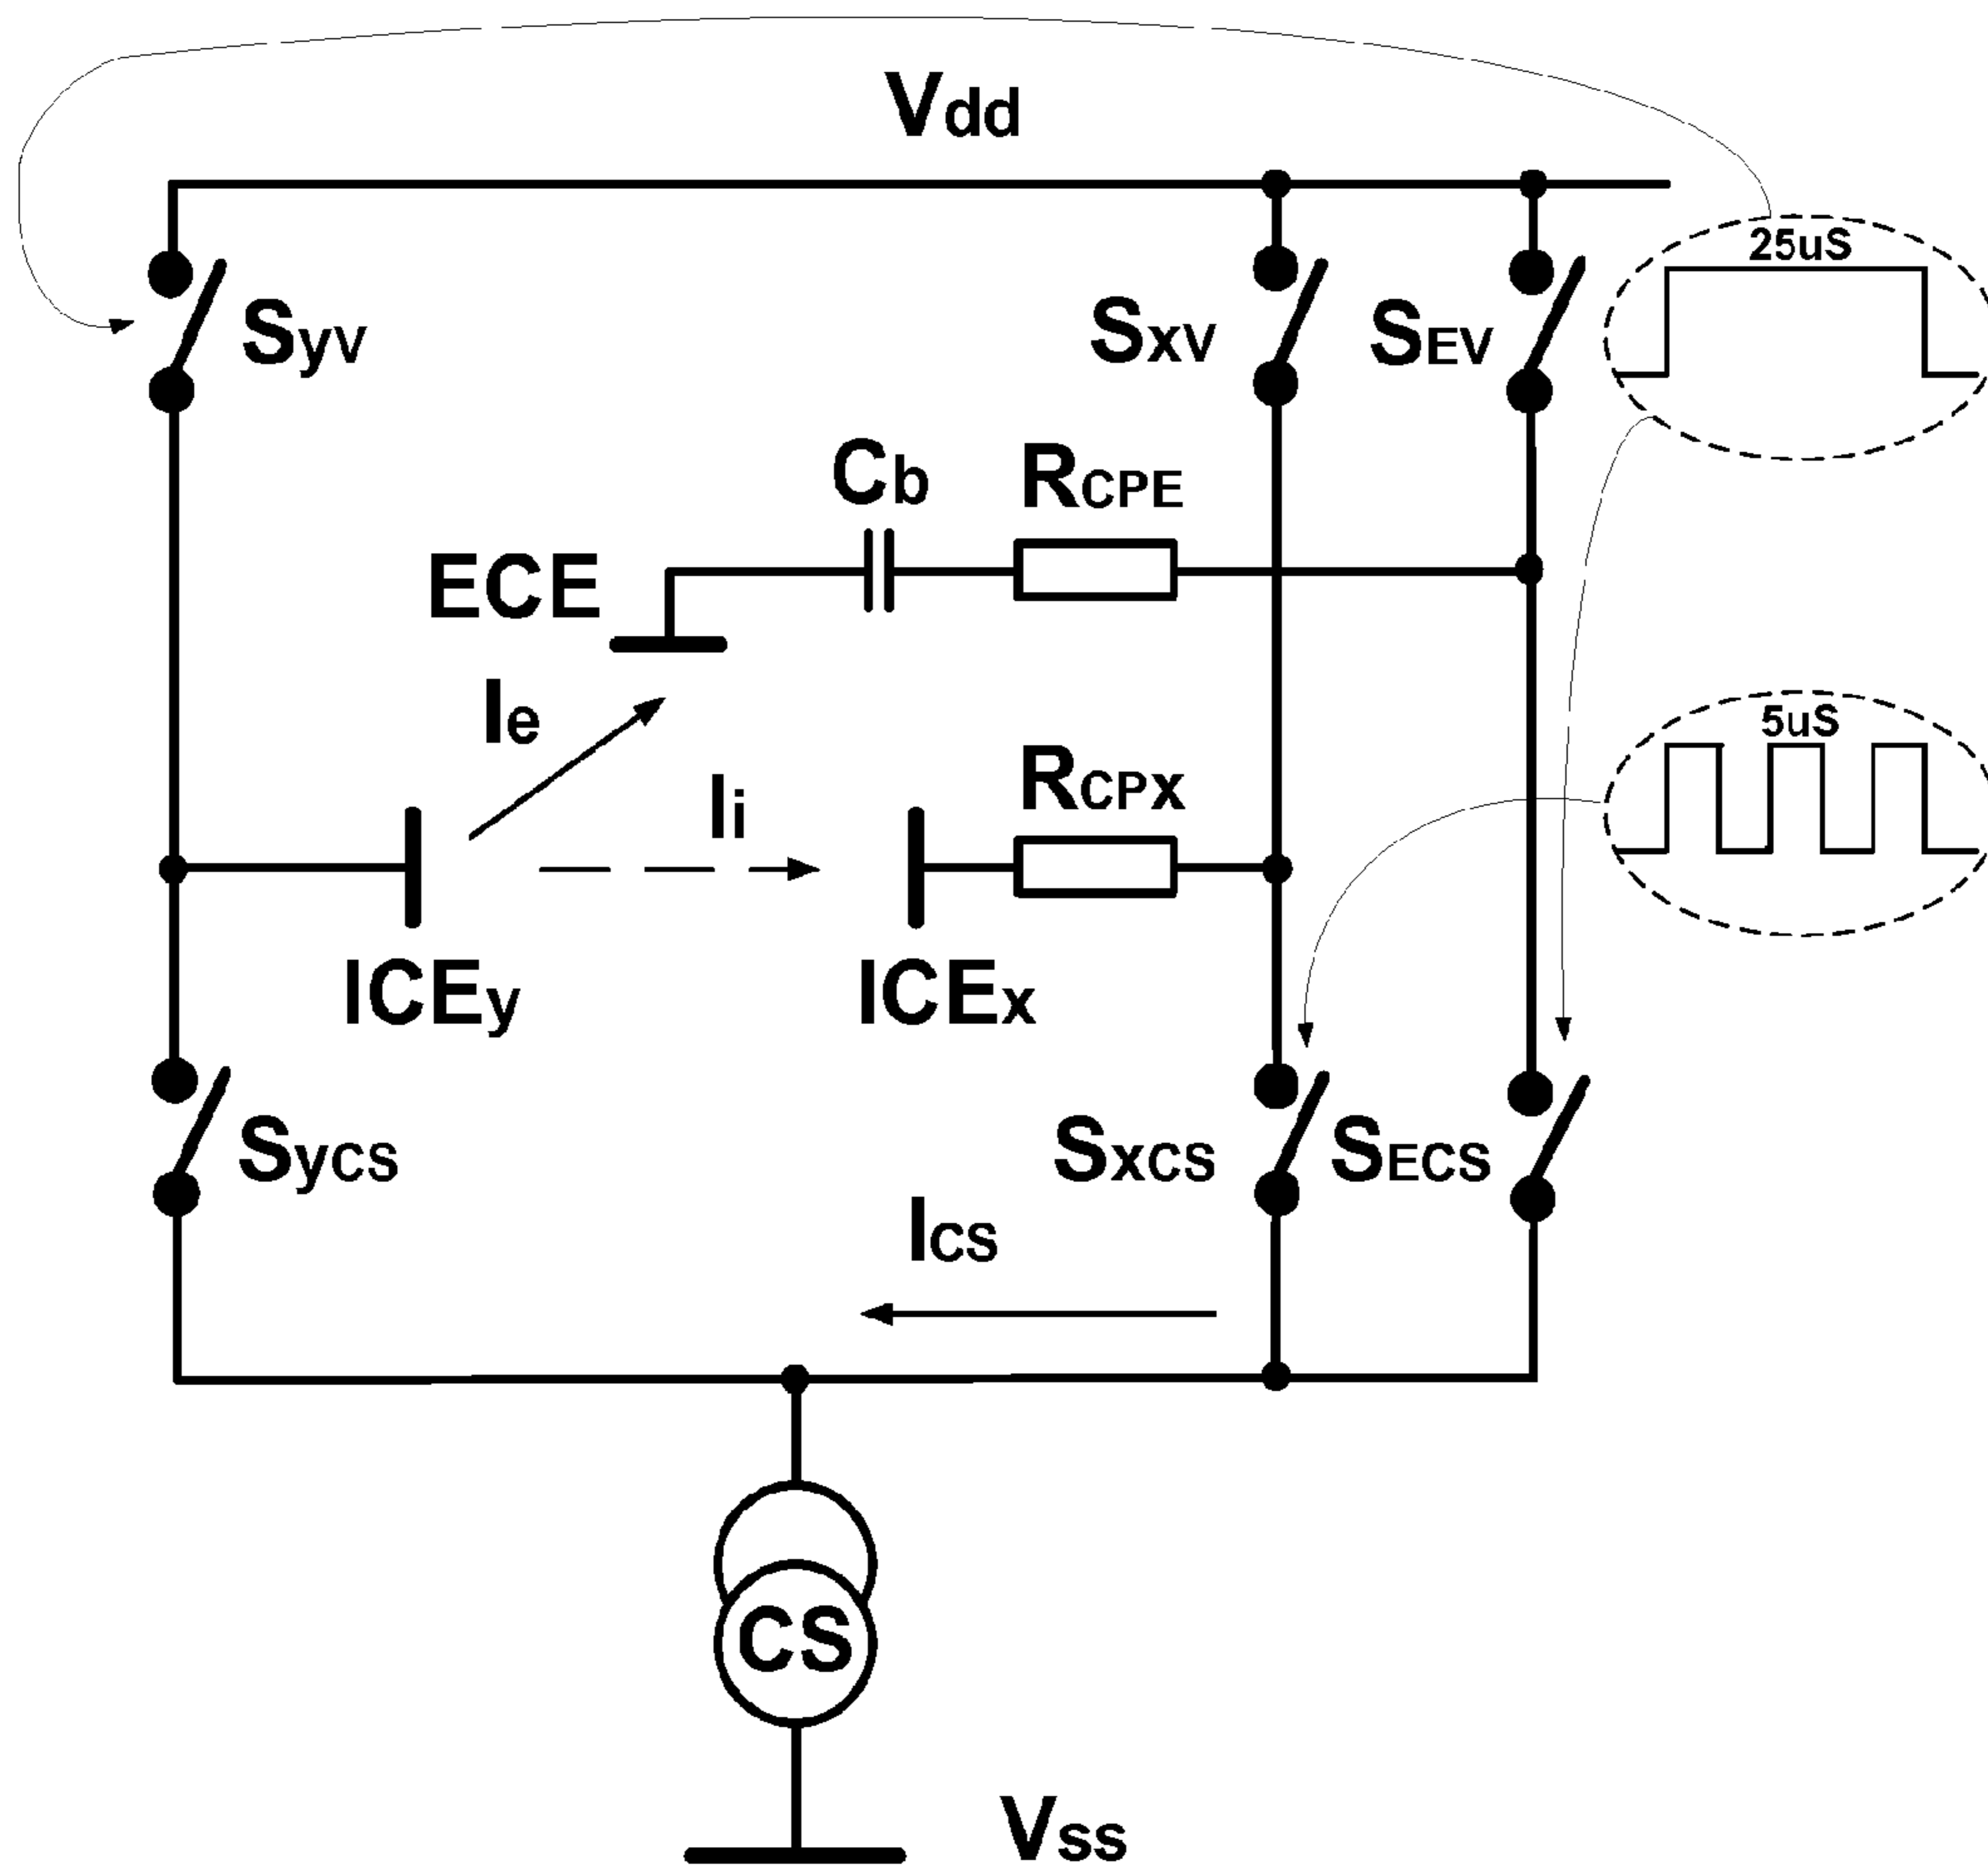 Vdd
25uS
Syv
Sxv
SEV
Cb
RCPE
ECE
Ie
5uS
Ii
RCPX
ICEy
ICEx
SyCS
SXCS
SECS
ICS
CS
Vss